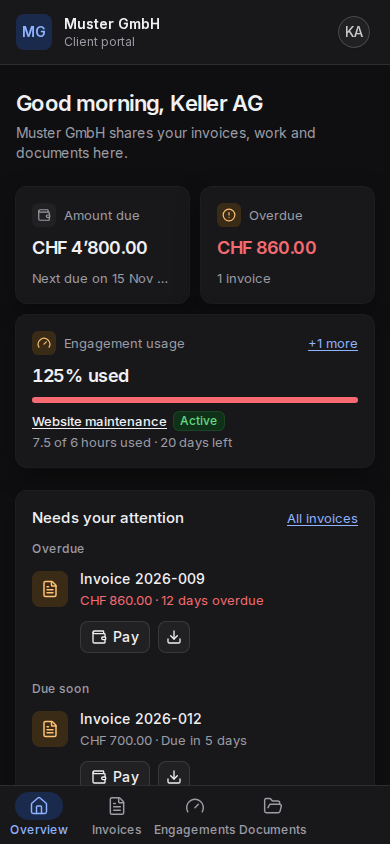 MG
Muster GmbH
Client portal
KA
Good morning, Keller AG
Muster GmbH shares your invoices, work and
documents here.
Amount due
CHF 4’800.00
Next due on 15 Nov ...
Overdue
CHF 860.00
1 invoice
Engagement usage
+1 more
125% used
Website maintenance
Active
7.5 of 6 hours used · 20 days left
Needs your attention
All invoices
Overdue
Invoice 2026-009
CHF 860.00 · 12 days overdue
Pay
Due soon
Invoice 2026-012
CHF 700.00 · Due in 5 days
Pay
Overview
Invoices
Engagements
Documents